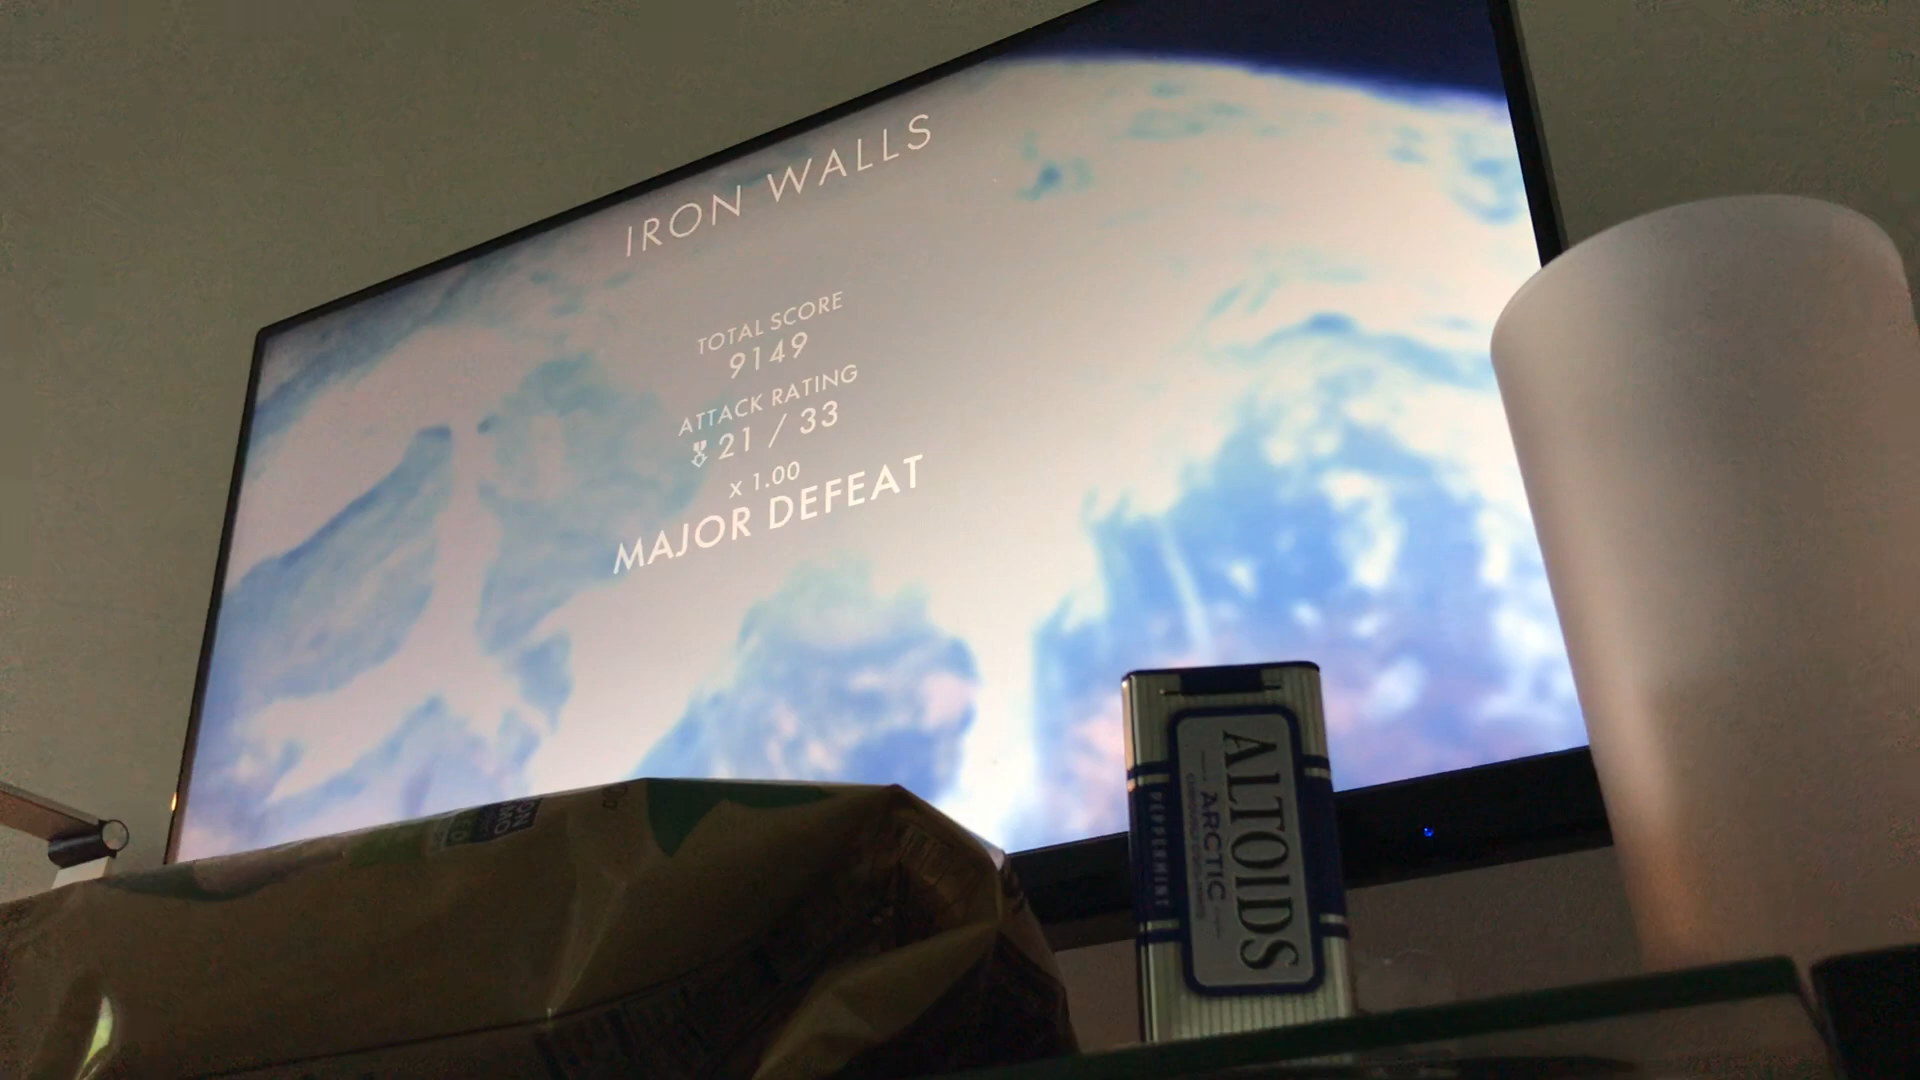 IRON WALLS
TOTAL SCORE
9149
ATTACK RATING
21 / 33
x 1.00
MAJOR DEFEAT
ALTOIDS
ARCTIC
PEPPERMINT